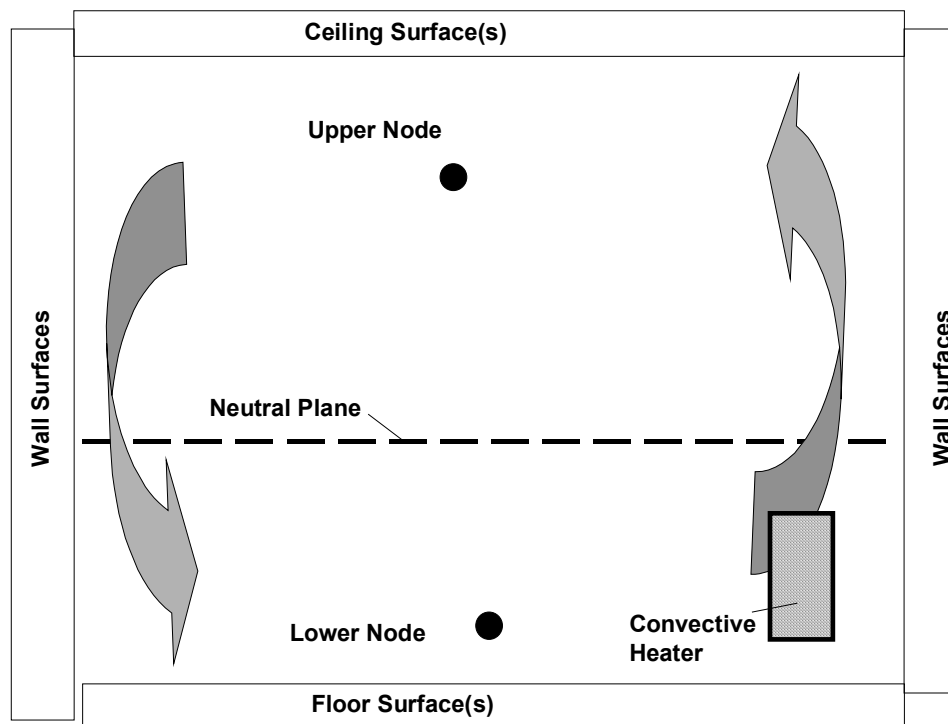 Ceiling Surface(s)
Upper Node
Wall Surfaces
Wall Surfaces
Neutral Plane
Lower Node
Convective
Heater
Floor Surface(s)